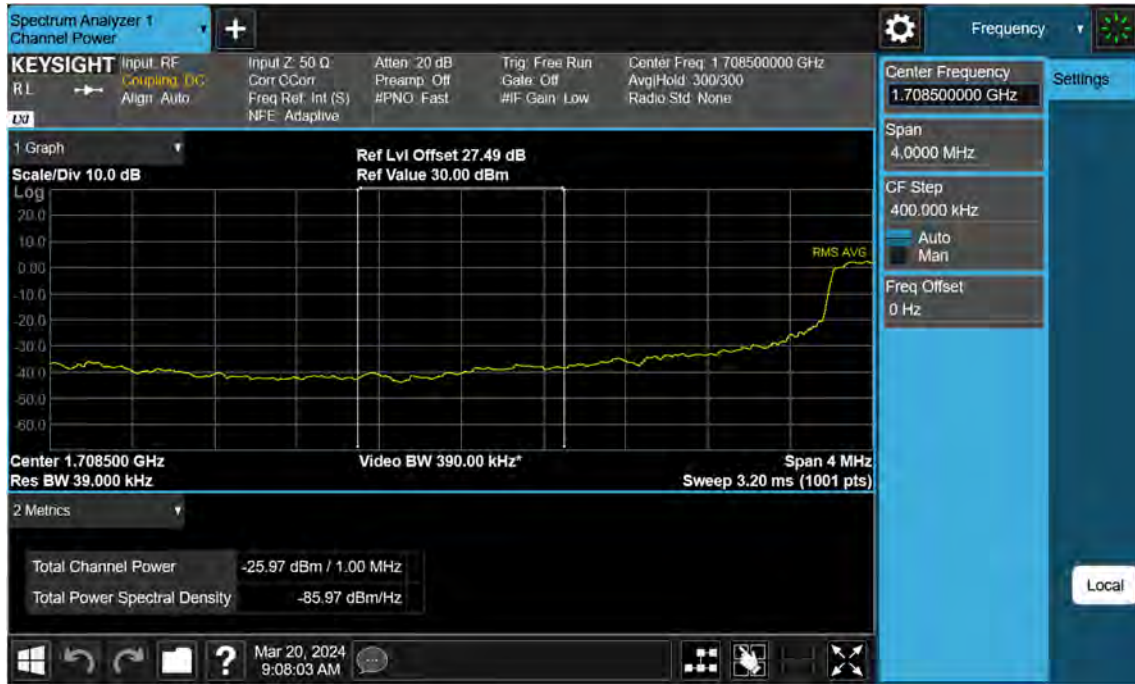 Spectrum Analyzer 1
Channel Power
+
Frequency
KEYSIGHT
RL
LXI
Input: RF
Coupling: DC
Align: Auto
Input Z: 50 Ω
Corr CCorr
Freq Ref: Int (S)
NFE: Adaptive
Atten: 20 dB
Preamp: Off
#PNO: Fast
Trig: Free Run
Gate: Off
#IF Gain: Low
Center Freq: 1.708500000 GHz
Avg|Hold: 300/300
Radio Std: None
Center Frequency
1.708500000 GHz
Settings
Span
4.0000 MHz
CF Step
400.000 kHz
Auto
Man
Freq Offset
0 Hz
1 Graph
Scale/Div 10.0 dB
Ref Lvl Offset 27.49 dB
Ref Value 30.00 dBm
Log
20.0
10.0
0.00
-10.0
-20.0
-30.0
-40.0
-50.0
-60.0
RMS AVG
Center 1.708500 GHz
Res BW 39.000 kHz
Video BW 390.00 kHz*
Span 4 MHz
Sweep 3.20 ms (1001 pts)
2 Metrics
Total Channel Power -25.97 dBm / 1.00 MHz
Total Power Spectral Density -85.97 dBm/Hz
Local
?
Mar 20, 2024
9:08:03 AM